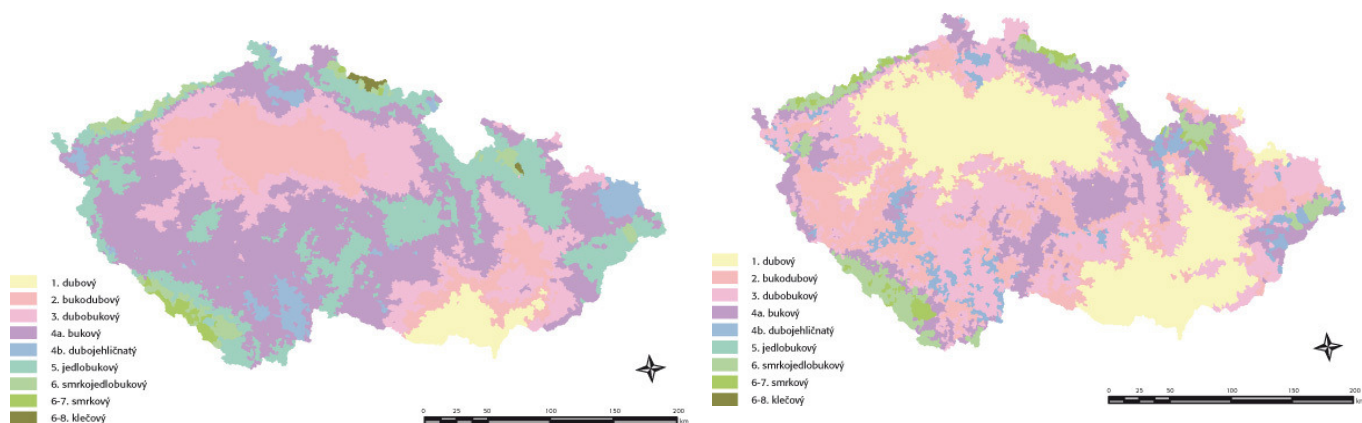 1. dubový
2. bukodubový
3. dubobukový
4a. bukový
4b. dubojehličnatý
5. jedlobukový
6. smrkojedlobukový
6-7. smrkový
6-8. klečový
0 25 50 100 150 200
km
1. dubový
2. bukodubový
3. dubobukový
4a. bukový
4b. dubojehličnatý
5. jedlobukový
6. smrkojedlobukový
6-7. smrkový
6-8. klečový
0 25 50 100 150 200
km